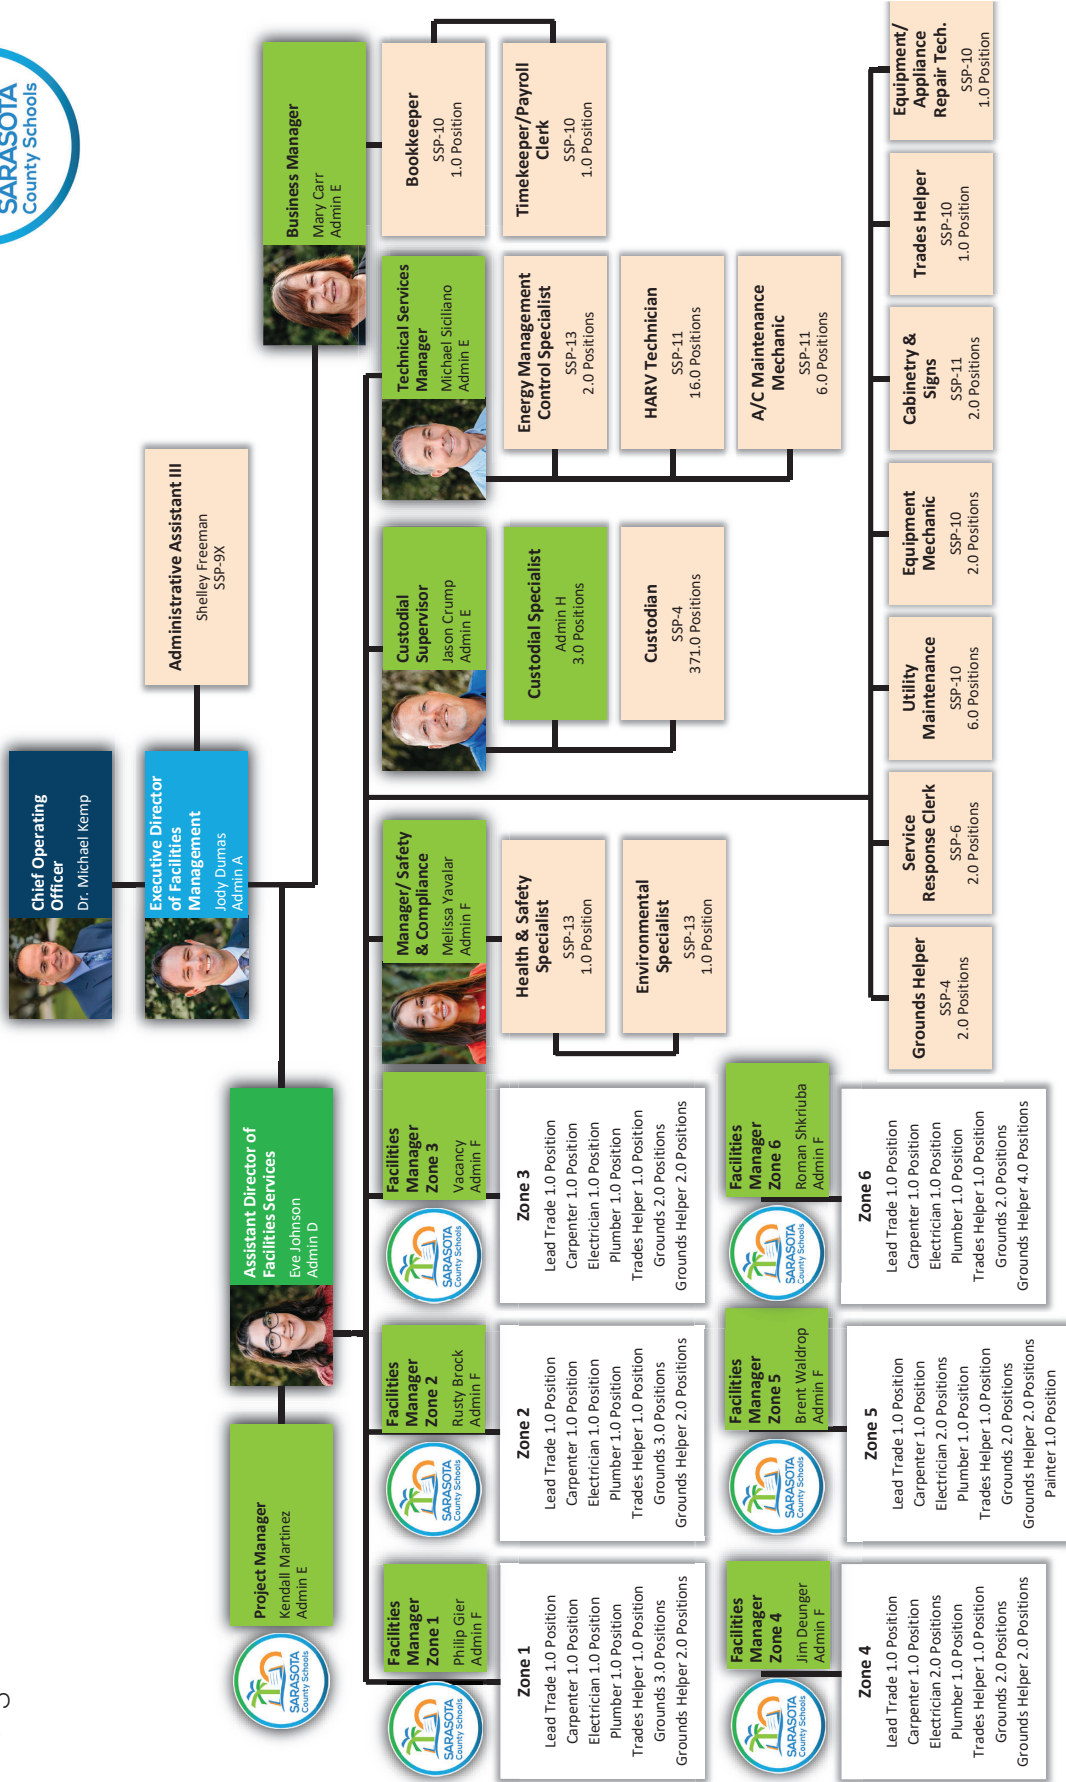 SARASOTA
County Schools
Chief Operating
Officer
Dr. Michael Kemp
Executive Director
of Facilities
Management
Jody Dumas
Admin A
Administrative Assistant III
Shelley Freeman
SSP-9X
Project Manager
Kendall Martinez
Admin E
SARASOTA
County Schools
Assistant Director of
Facilities Services
Eve Johnson
Admin D
Business Manager
Mary Carr
Admin E
Bookkeeper
SSP-10
1.0 Position
Timekeeper/Payroll
Clerk
SSP-10
1.0 Position
Facilities
Manager
Zone 1
Philip Gier
Admin F
SARASOTA
County Schools
Zone 1
Lead Trade 1.0 Position
Carpenter 1.0 Position
Electrician 1.0 Position
Plumber 1.0 Position
Trades Helper 1.0 Position
Grounds 3.0 Positions
Grounds Helper 2.0 Positions
Facilities
Manager
Zone 2
Rusty Brock
Admin F
SARASOTA
County Schools
Zone 2
Lead Trade 1.0 Position
Carpenter 1.0 Position
Electrician 1.0 Position
Plumber 1.0 Position
Trades Helper 1.0 Position
Grounds 3.0 Positions
Grounds Helper 2.0 Positions
Facilities
Manager
Zone 3
Vacancy
Admin F
SARASOTA
County Schools
Zone 3
Lead Trade 1.0 Position
Carpenter 1.0 Position
Electrician 1.0 Position
Plumber 1.0 Position
Trades Helper 1.0 Position
Grounds 2.0 Positions
Grounds Helper 2.0 Positions
Manager/ Safety
& Compliance
Melissa Yavalar
Admin F
Health & Safety
Specialist
SSP-13
1.0 Position
Environmental
Specialist
SSP-13
1.0 Position
Custodial
Supervisor
Jason Crump
Admin E
Custodial Specialist
Admin H
3.0 Positions
Custodian
SSP-4
371.0 Positions
Technical Services
Manager
Michael Siciliano
Admin E
Energy Management
Control Specialist
SSP-13
2.0 Positions
HARV Technician
SSP-11
16.0 Positions
A/C Maintenance
Mechanic
SSP-11
6.0 Positions
Facilities
Manager
Zone 4
Jim Deunger
Admin F
SARASOTA
County Schools
Zone 4
Lead Trade 1.0 Position
Carpenter 1.0 Position
Electrician 2.0 Positions
Plumber 1.0 Position
Trades Helper 1.0 Position
Grounds 2.0 Positions
Grounds Helper 2.0 Positions
Facilities
Manager
Zone 5
Brent Waldrop
Admin F
SARASOTA
County Schools
Zone 5
Lead Trade 1.0 Position
Carpenter 1.0 Position
Electrician 2.0 Positions
Plumber 1.0 Position
Trades Helper 1.0 Position
Grounds 2.0 Positions
Grounds Helper 2.0 Positions
Painter 1.0 Position
Facilities
Manager
Zone 6
Roman Shkriuba
Admin F
SARASOTA
County Schools
Zone 6
Lead Trade 1.0 Position
Carpenter 1.0 Position
Electrician 1.0 Position
Plumber 1.0 Position
Trades Helper 1.0 Position
Grounds 2.0 Positions
Grounds Helper 4.0 Positions
Grounds Helper
SSP-4
2.0 Positions
Service
Response Clerk
SSP-6
2.0 Positions
Utility
Maintenance
SSP-10
6.0 Positions
Equipment
Mechanic
SSP-10
2.0 Positions
Cabinetry &
Signs
SSP-11
2.0 Positions
Trades Helper
SSP-10
1.0 Position
Equipment/
Appliance
Repair Tech.
SSP-10
1.0 Position